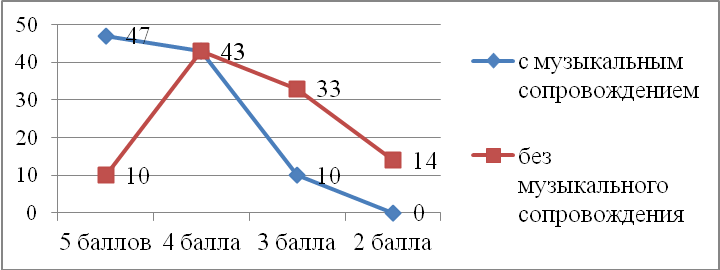 50
47
с музыкальным
сопровождением
40
43
30
33
20
без
музыкального
сопровождения
10
10
10
14
0
0
5 баллов 4 балла 3 балла 2 балла